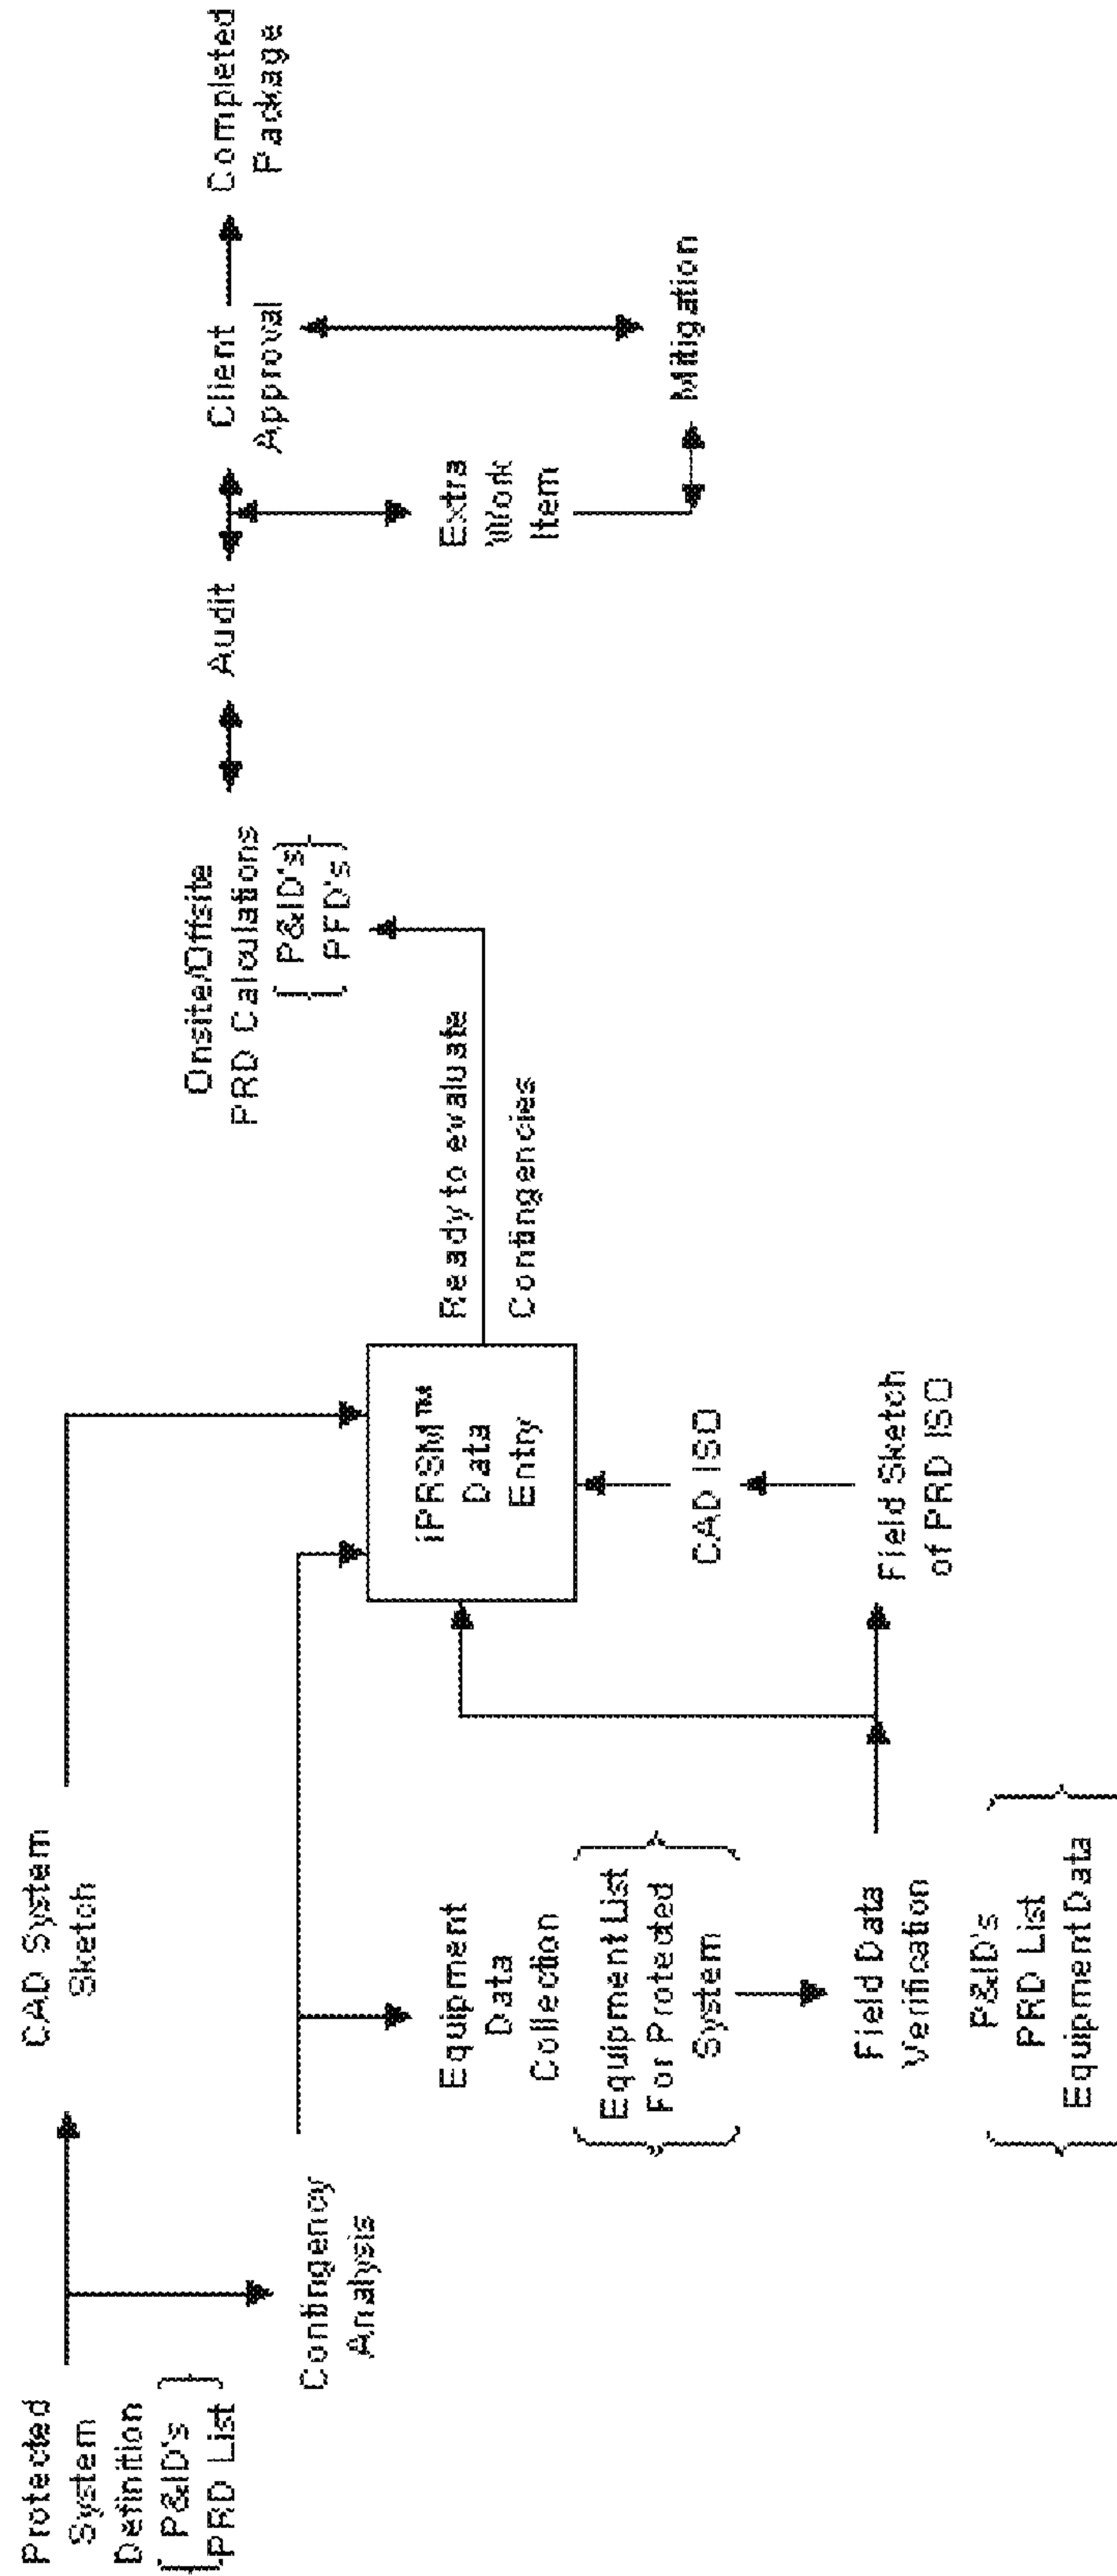 Protected
System
Definition
P&ID's
PRD List
CAD System
Sketch
Contingency
Analysis
Equipment
Data
Collection
Equipment List
For Protected
System
Field Data
Verification
P&ID's
PRD List
Equipment Data
Field Sketch
of PRD ISO
CAD ISO
iPRSM™
Data
Entry
Ready to evaluate
Contingencies
Onsite/Offsite
PRD Calculations
P&ID's
PFD's
Audit
Extra
Work
Item
Mitigation
Client
Approval
Completed
Package